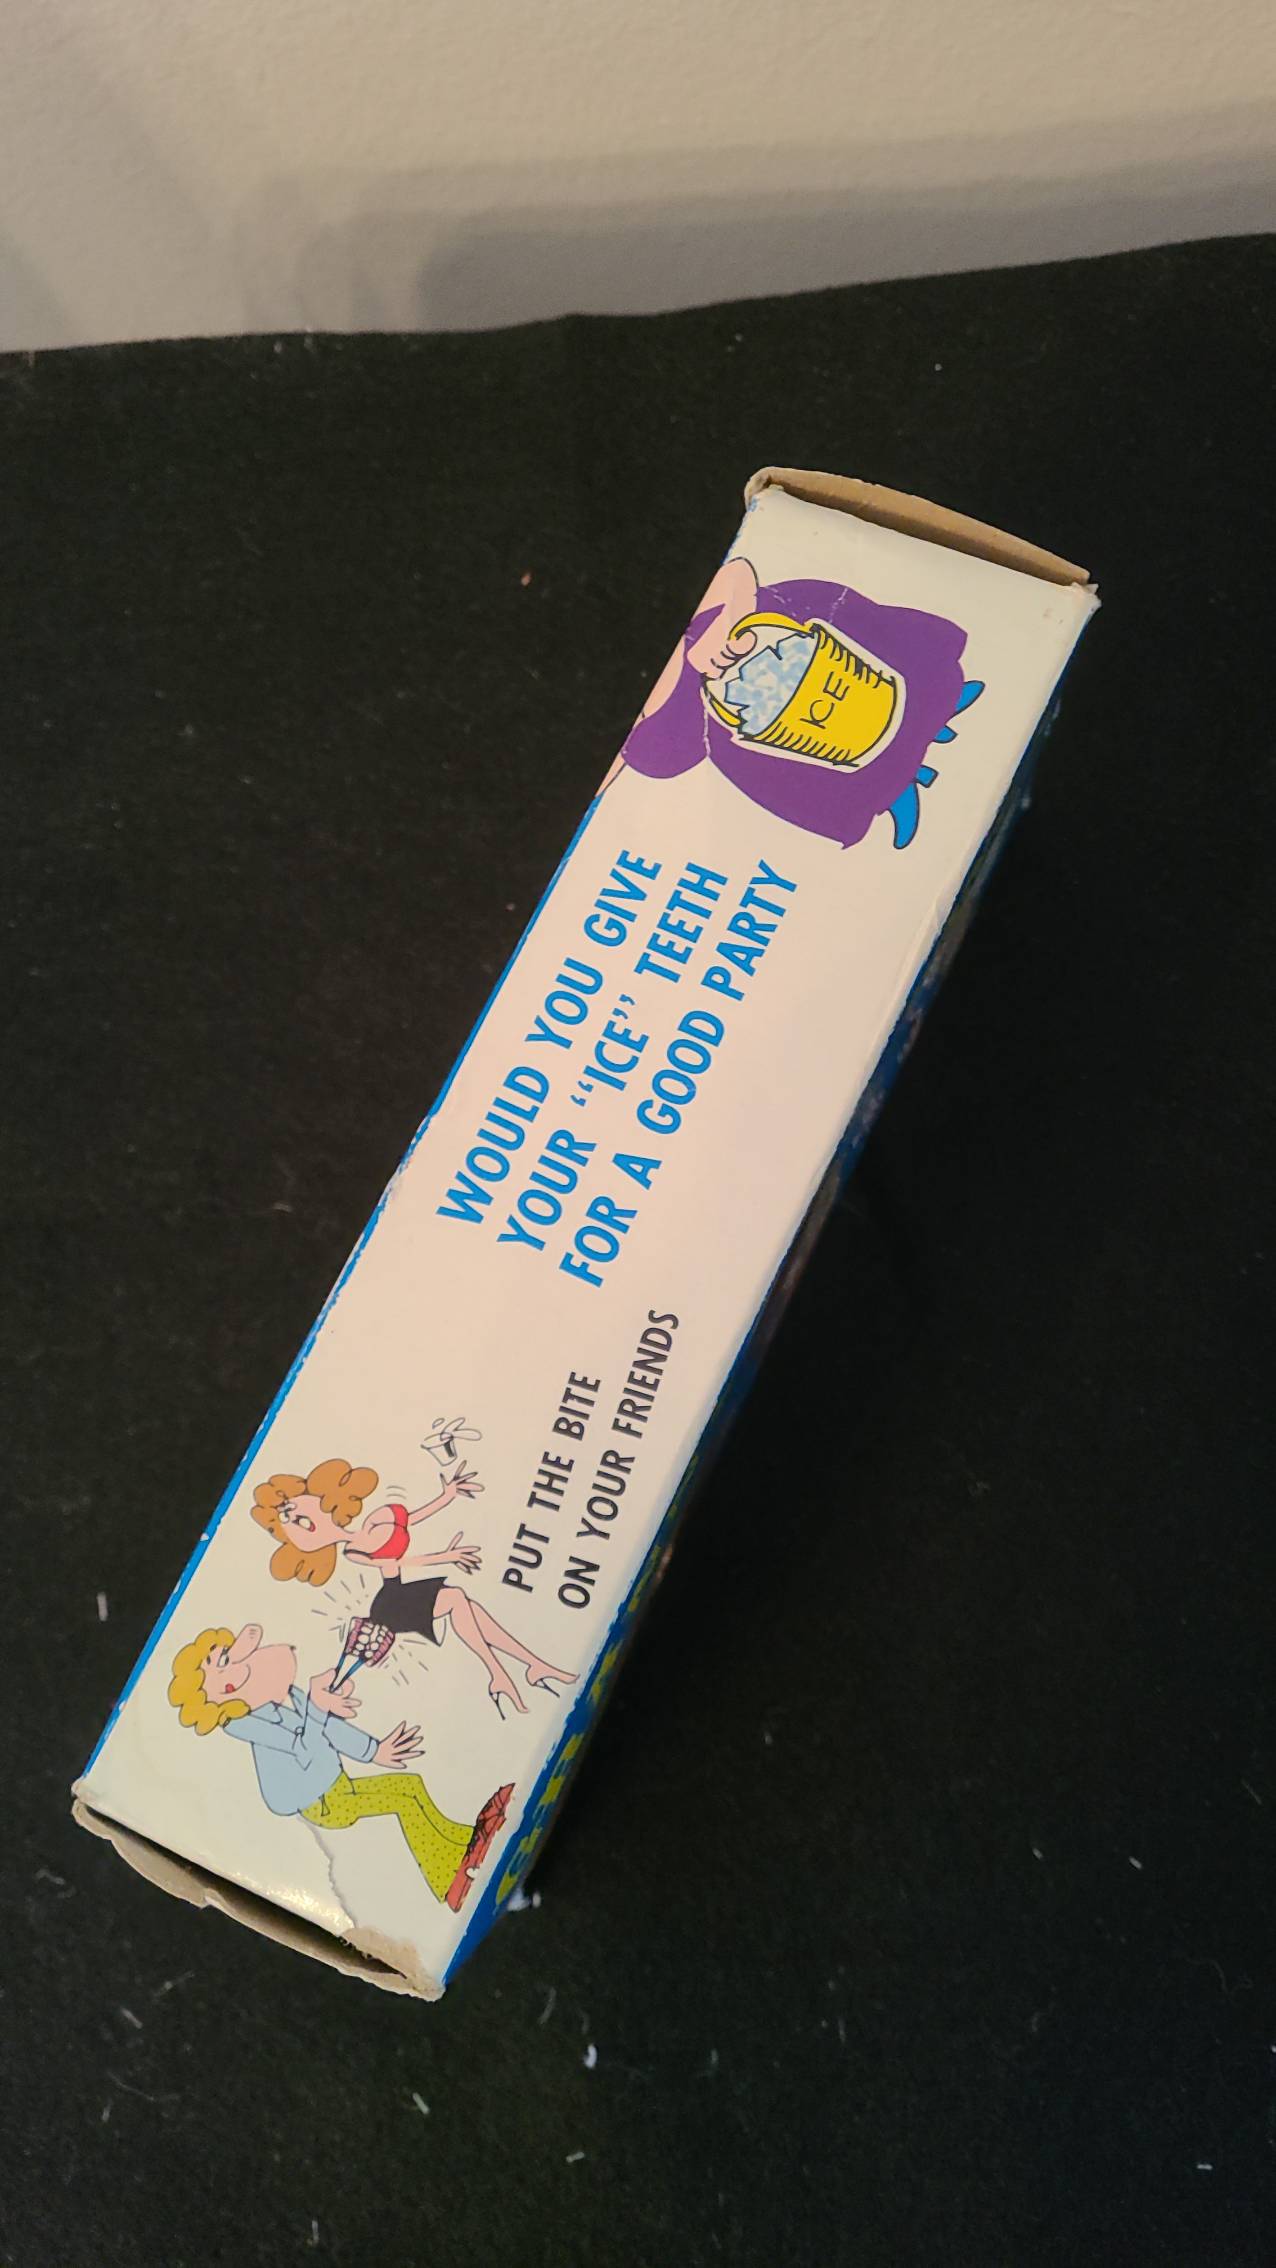 WOULD YOU GIVE
YOUR "ICE" TEETH
FOR A GOOD PARTY
PUT THE BITE
ON YOUR FRIENDS
ICE